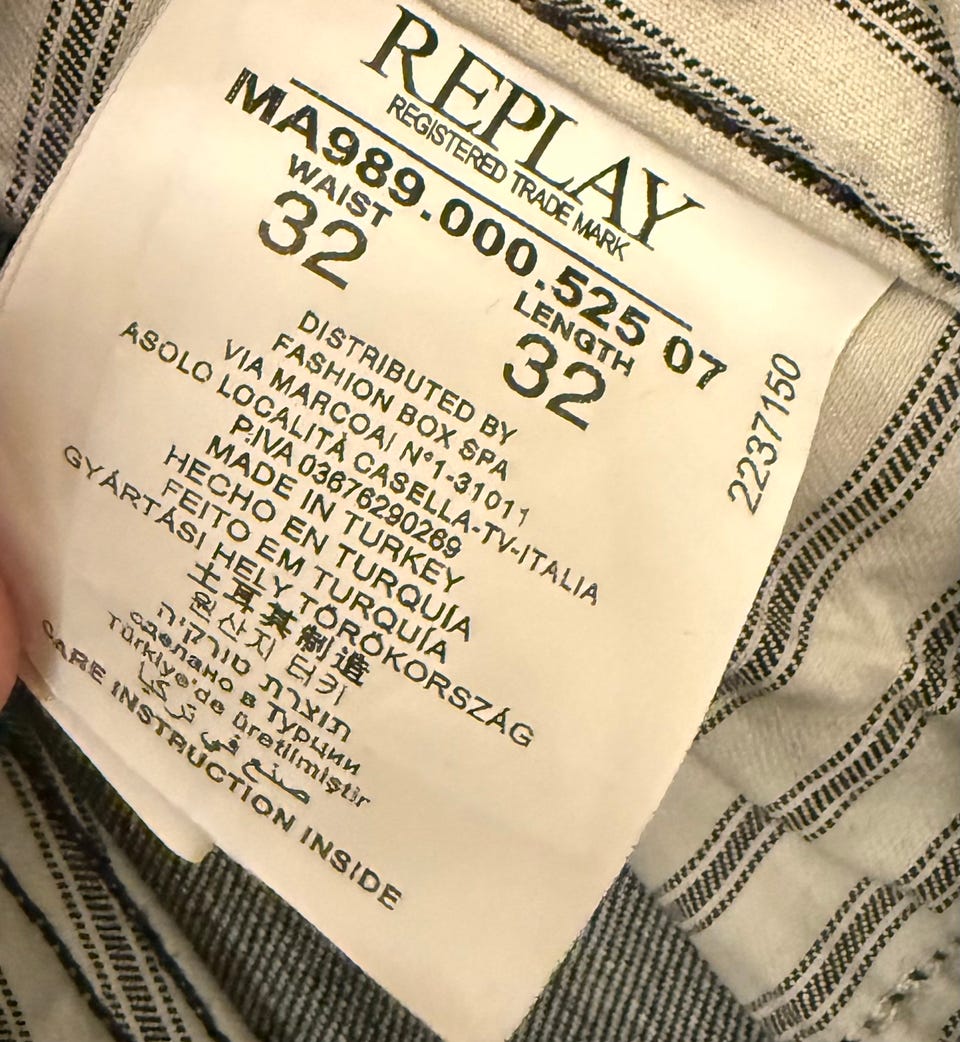 REPLAY
REGISTERED TRADE MARK
MA989.000.525 07
WAIST
32
LENGTH
32
2237150
DISTRIBUTED BY
FASHION BOX SPA
VIA MARCOAI N°1-31011
ASOLO LOCALITÀ CASELLA-TV-ITALIA
P.IVA 03676290269
MADE IN TURKEY
HECHO EN TURQUÍA
FEITO EM TURQUÍA
GYÁRTÁSI HELY TÖRÖKORSZÁG
土耳其制造
원산지 터키
תוצרת טורקיה
сделано в Турции
Türkiye'de üretilmiştir
صنع في تركيا
CARE INSTRUCTION INSIDE